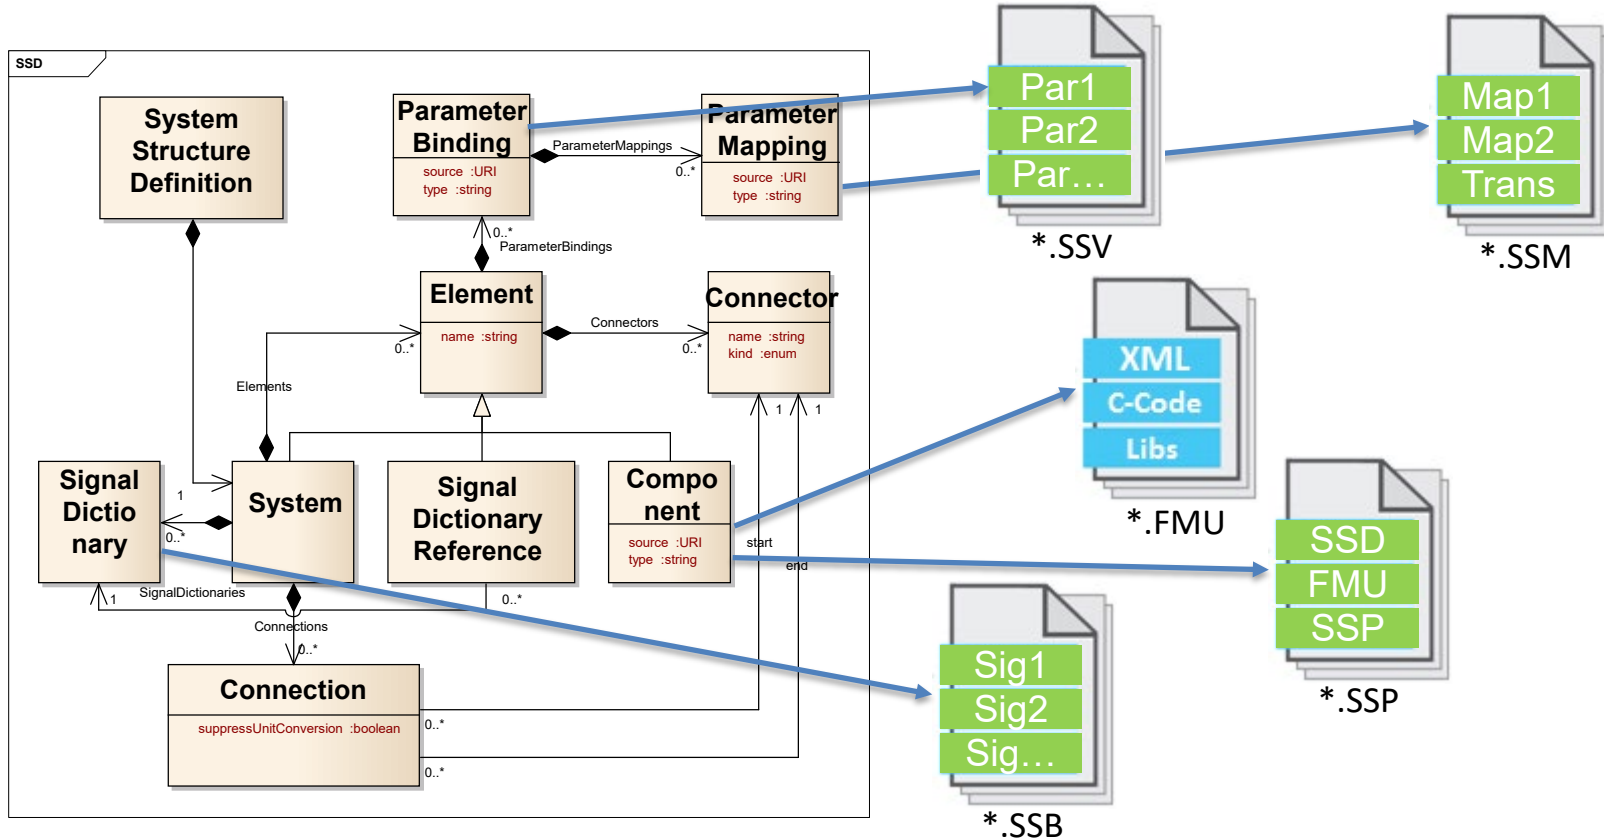 SSD
System
Structure
Definition
Parameter
Binding
source :URI
type :string
ParameterMappings
0..*
Parameter
Mapping
source :URI
type :string
0..*
ParameterBindings
Element
name :string
Connectors
0..*
0..*
Connector
name :string
kind :enum
Elements
1
1
Signal
Dictio
nary
1
0..*
System
Signal
Dictionary
Reference
Compo
nent
source :URI
type :string
start
end
SignalDictionaries
1
0..*
Connections
0..*
Connection
suppressUnitConversion :boolean
0..*
0..*
Par1
Par2
Par…
*.SSV
Map1
Map2
Trans
*.SSM
XML
C-Code
Libs
*.FMU
SSD
FMU
SSP
*.SSP
Sig1
Sig2
Sig…
*.SSB